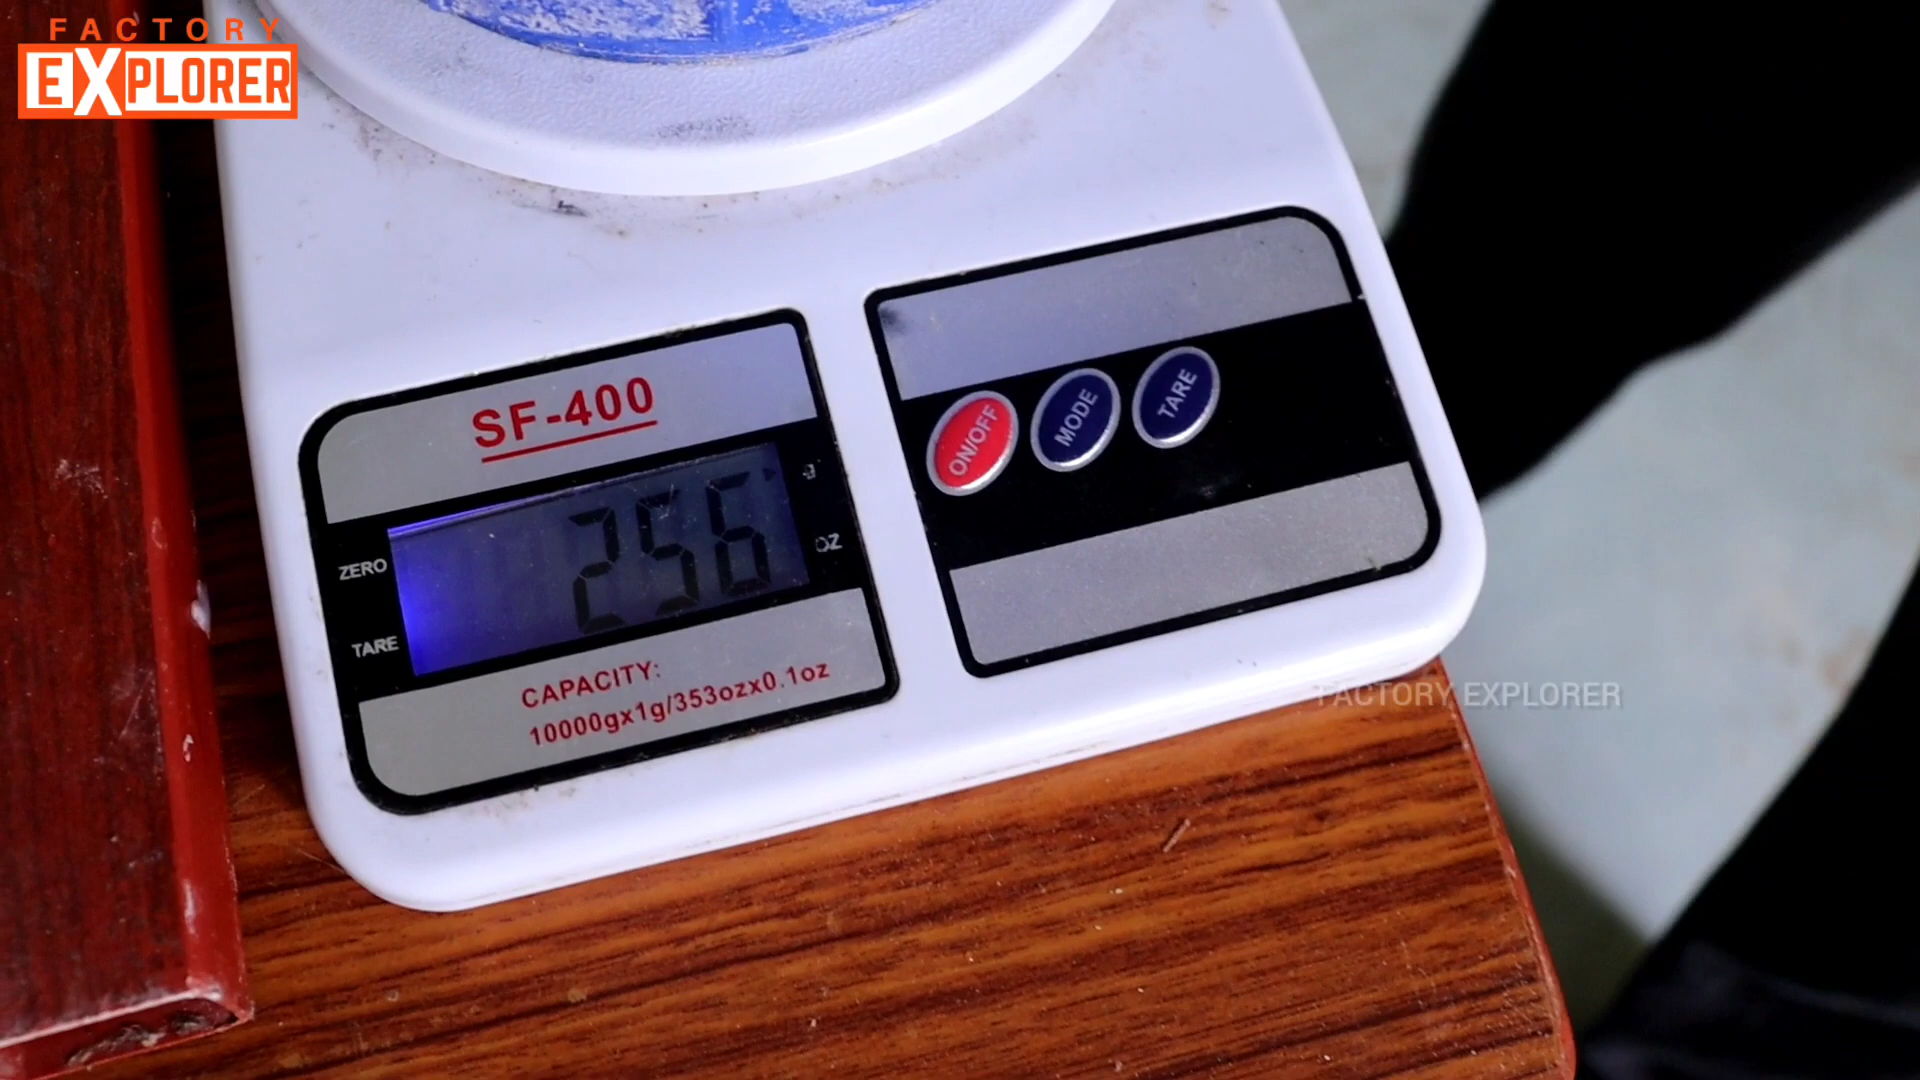 FACTORY
EXPLORER
SF-400
256
g
ZERO
OZ
TARE
CAPACITY:
10000gx1g/353ozx0.1oz
ON/OFF
MODE
TARE
FACTORY EXPLORER